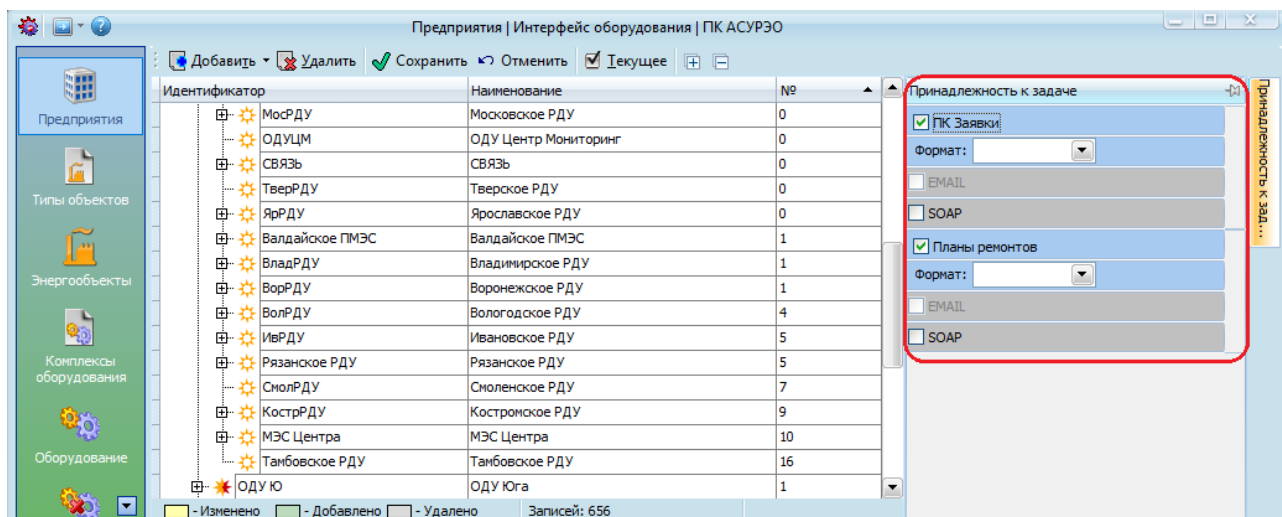 Предприятия | Интерфейс оборудования | ПК АСУРЭО
Добавить Удалить Сохранить Отменить Текущее
Предприятия
Типы объектов
Энергообъекты
Комплексы
оборудования
Оборудование
Идентификатор Наименование №
МосРДУ Московское РДУ 0
ОДУЦМ ОДУ Центр Мониторинг 0
СВЯЗЬ СВЯЗЬ 0
ТверРДУ Тверское РДУ 0
ЯрРДУ Ярославское РДУ 0
Валдайское ПМЭС Валдайское ПМЭС 1
ВладРДУ Владимирское РДУ 1
ВорРДУ Воронежское РДУ 1
ВолРДУ Вологодское РДУ 4
ИвРДУ Ивановское РДУ 5
Рязанское РДУ Рязанское РДУ 5
СмолРДУ Смоленское РДУ 7
КострРДУ Костромское РДУ 9
МЭС Центра МЭС Центра 10
Тамбовское РДУ Тамбовское РДУ 16
ОДУ Ю ОДУ Юга 1
- Изменено - Добавлено - Удалено Записей: 656
Принадлежность к задаче
ПК Заявки
Формат:
EMAIL
SOAP
Планы ремонтов
Формат:
EMAIL
SOAP
Принадлежность к зад...